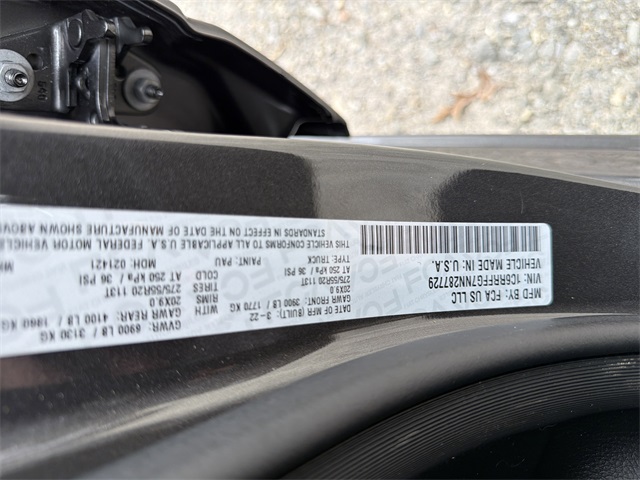 MFD BY: FCA US LLC
DATE OF MFR (BUILT): 3-22
GVWR: 6900 LB / 3130 KG
GAWR FRONT: 3900 LB / 1770 KG
GAWR REAR: 4100 LB / 1860 KG
WITH
275/55R20 113T TIRES
20X9.0 RIMS
AT 250 kPa / 36 PSI COLD
275/55R20 113T
20X9.0
AT 250 kPa / 36 PSI
THIS VEHICLE CONFORMS TO ALL APPLICABLE U.S.A. FEDERAL MOTOR VEHICLE
STANDARDS IN EFFECT ON THE DATE OF MANUFACTURE SHOWN ABOVE
VIN: 1C6RRFFG7NN287729
TYPE: TRUCK
VEHICLE MADE IN: U.S.A.
PAINT: PAU
MDH: 021421